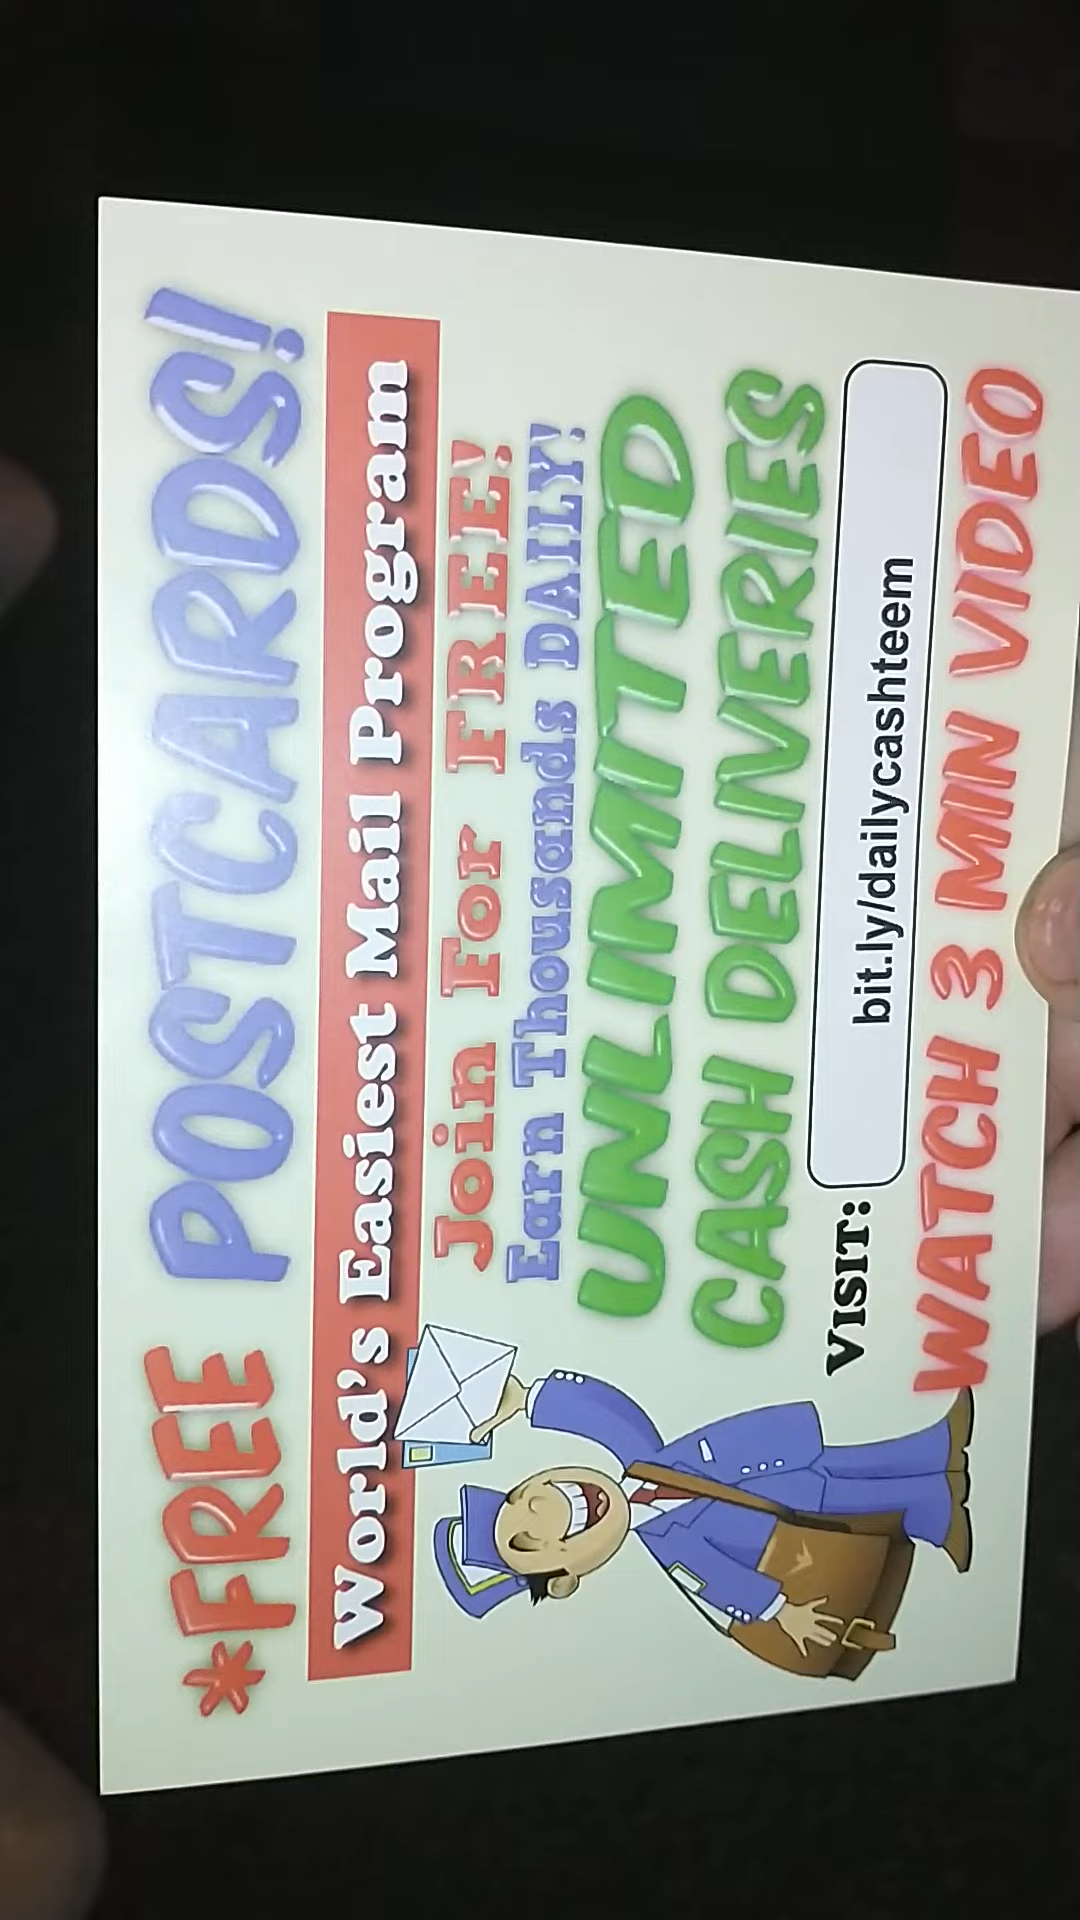 *FREE POSTCARDS!
World's Easiest Mail Program
Join For FREE!
Earn Thousands DAILY!
UNLIMITED
CASH DELIVERIES
VISIT: bit.ly/dailycashteem
WATCH 3 MIN VIDEO